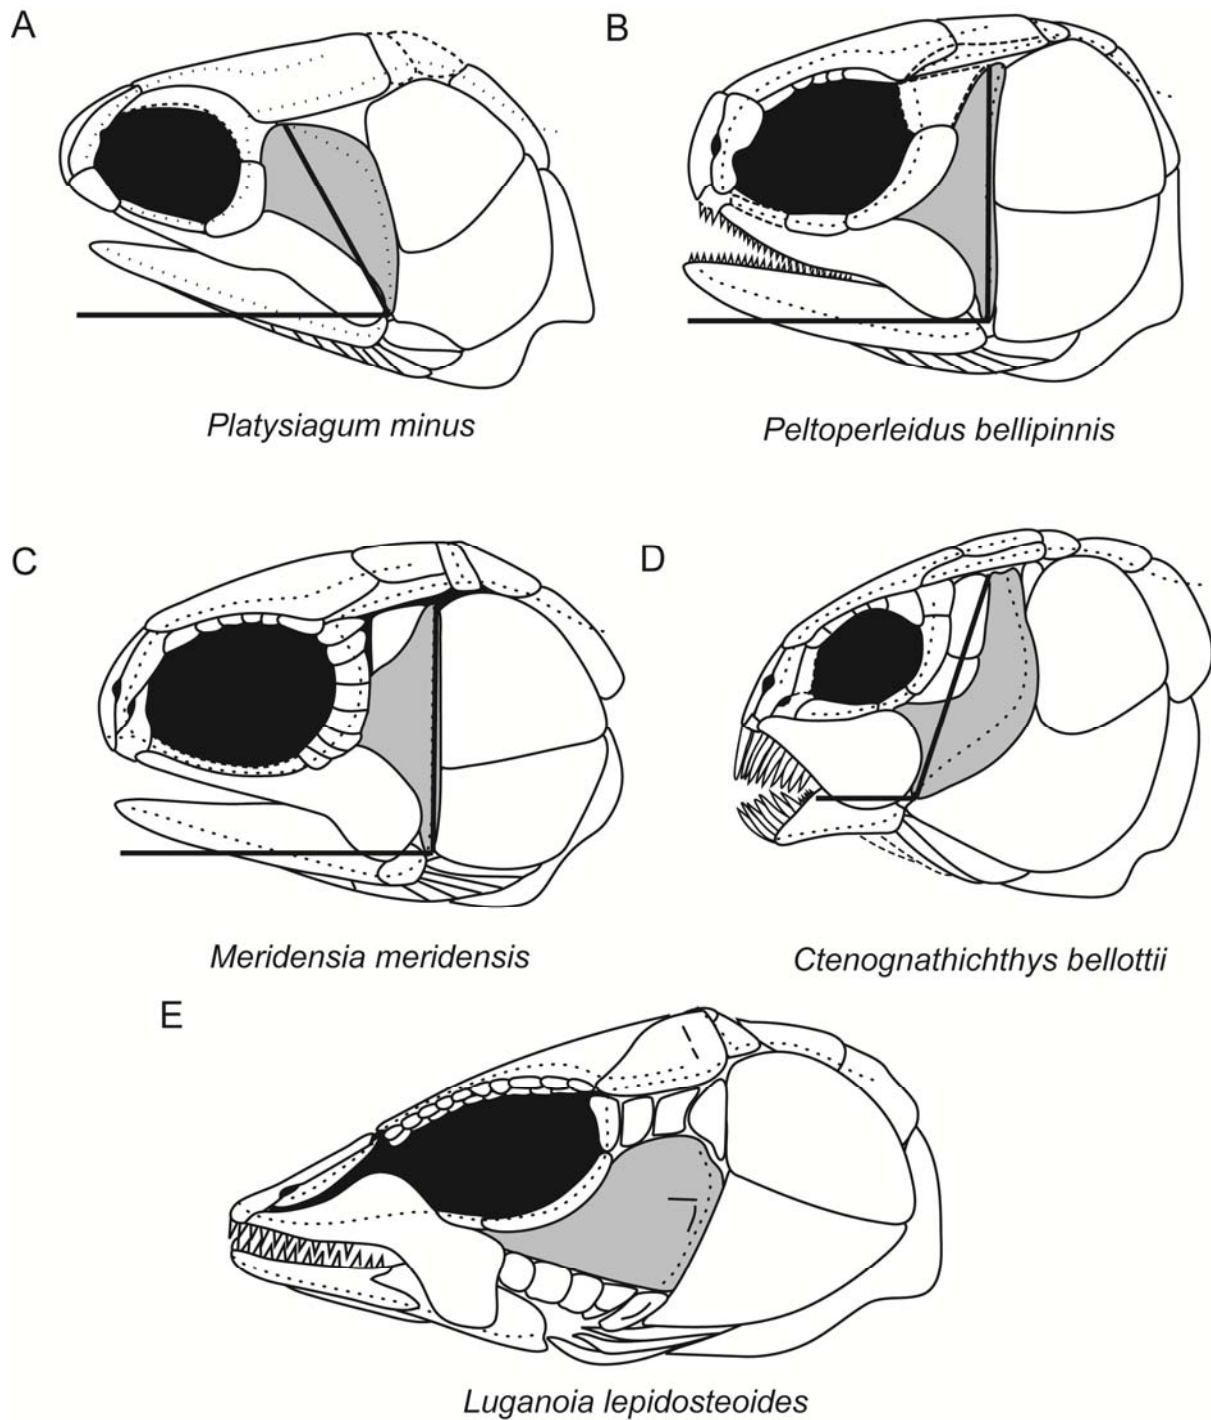 A
B
Platysiagum minus
Peltoperleidus bellipinnis
C
D
Meridensia meridensis
Ctenognathichthys bellottii
E
Luganoia lepidosteoides